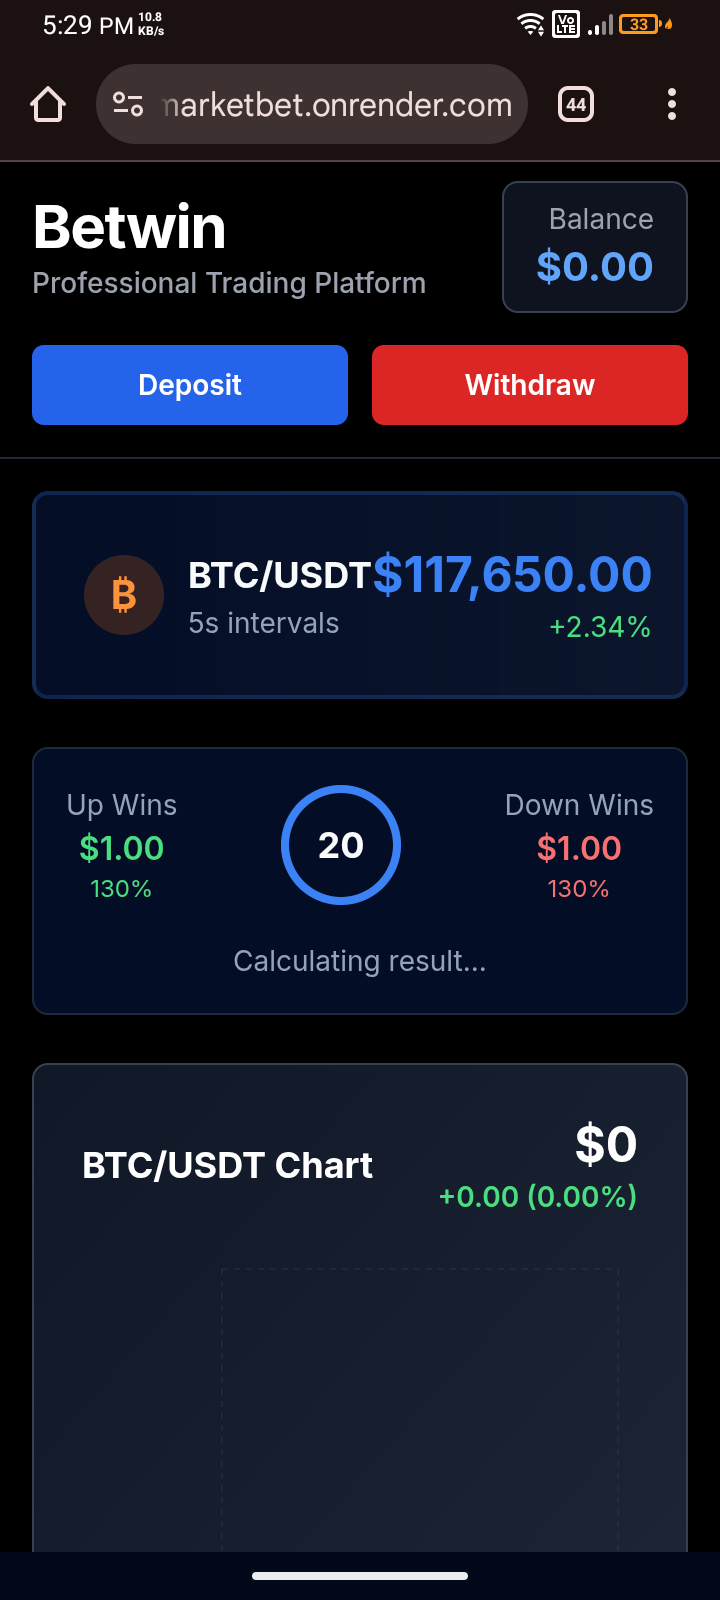 5:29 PM 10.8 KB/s Vo LTE 33
marketbet.onrender.com 44
Betwin
Professional Trading Platform
Balance
$0.00
Deposit Withdraw
BTC/USDT $117,650.00
5s intervals +2.34%
Up Wins 20 Down Wins
$1.00 $1.00
130% 130%
Calculating result...
BTC/USDT Chart $0
+0.00 (0.00%)